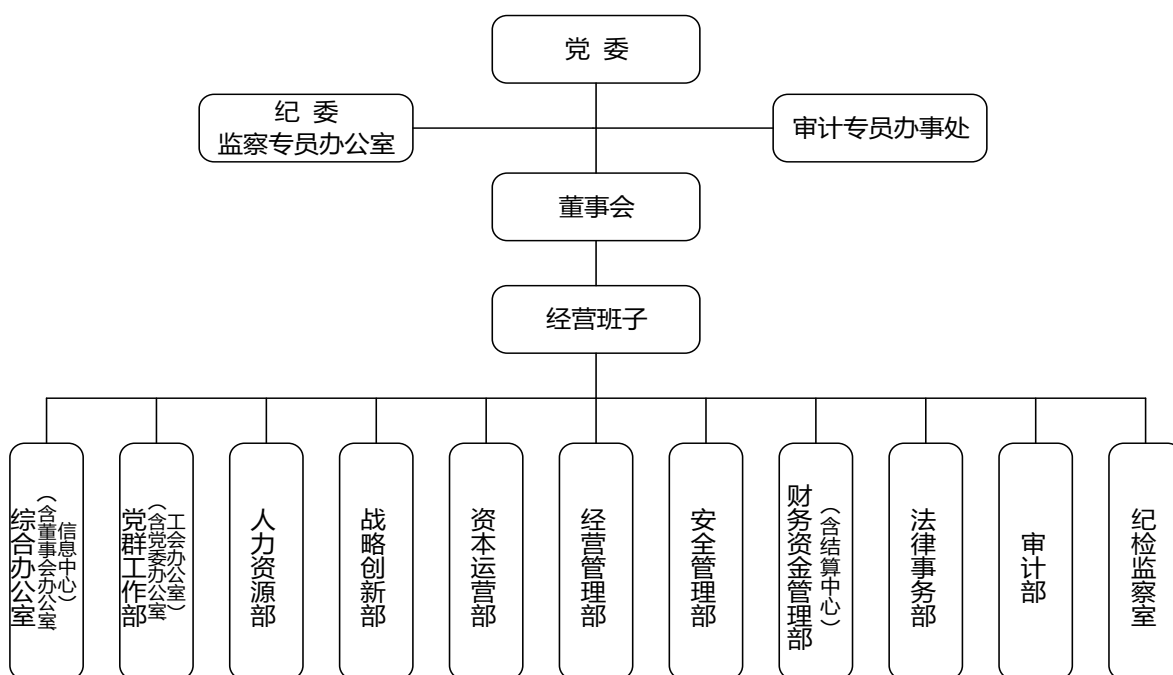 党 委
纪 委
监察专员办公室
审计专员办事处
董事会
经营班子
综合办公室
（含董事会办公室、
信息中心）
党群工作部
（含党委办公室、
工会办公室）
人力资源部
战略创新部
资本运营部
经营管理部
安全管理部
财务资金管理部
（含结算中心）
法律事务部
审计部
纪检监察室